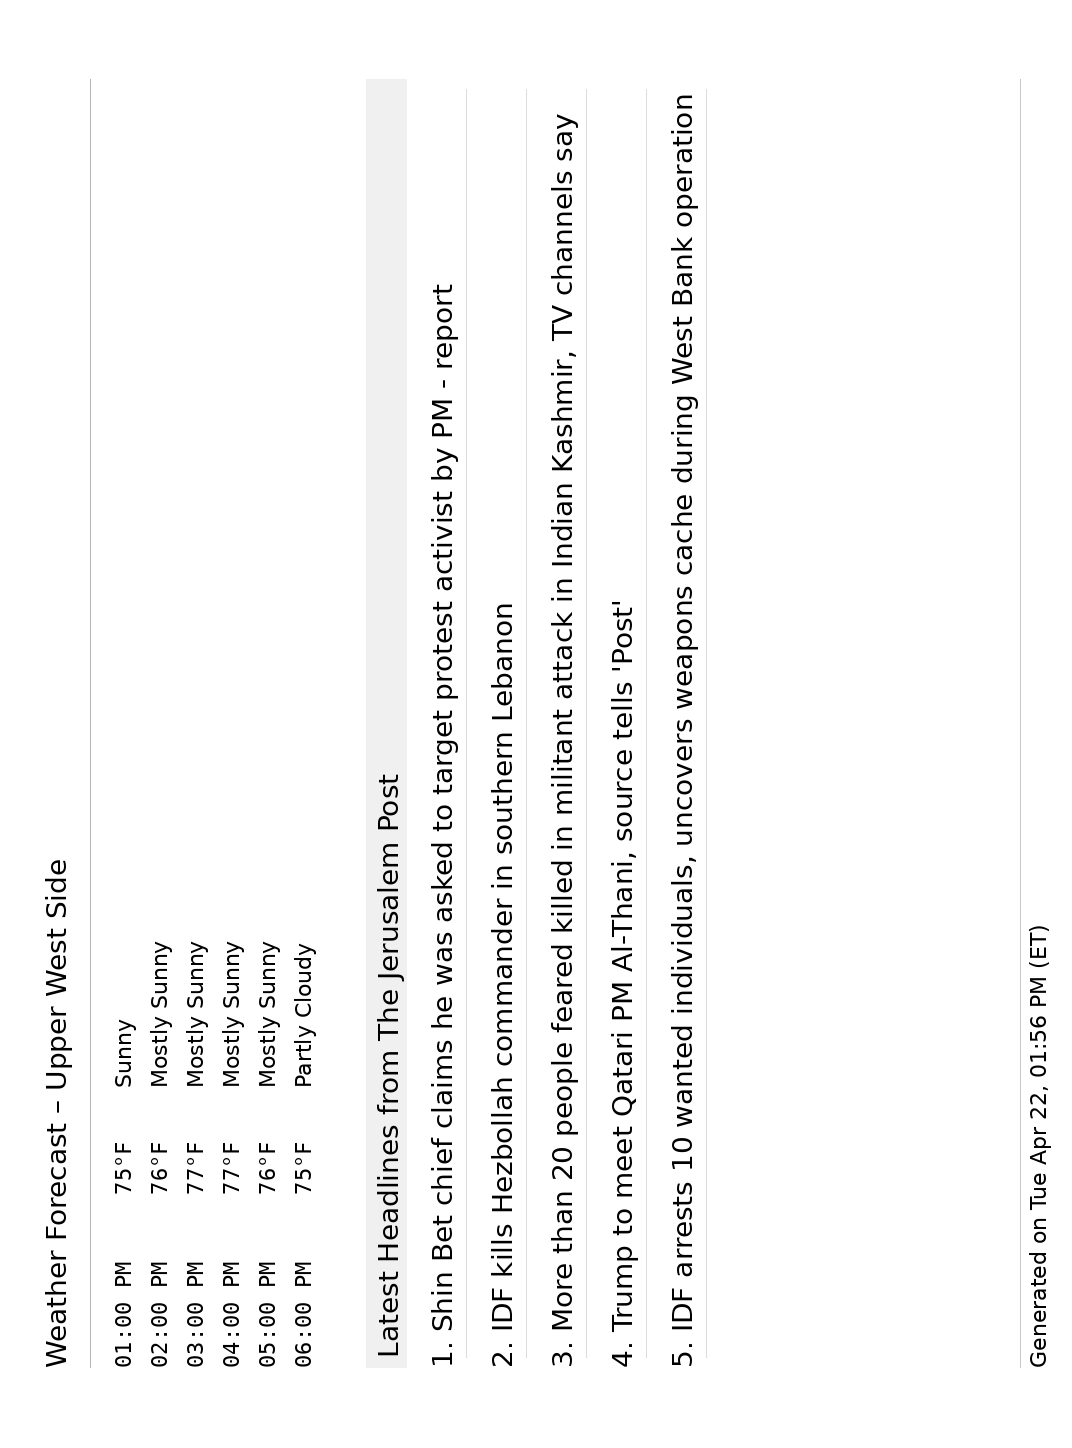 Weather Forecast – Upper West Side
01:00 PM 75°F Sunny
02:00 PM 76°F Mostly Sunny
03:00 PM 77°F Mostly Sunny
04:00 PM 77°F Mostly Sunny
05:00 PM 76°F Mostly Sunny
06:00 PM 75°F Partly Cloudy
Latest Headlines from The Jerusalem Post
1. Shin Bet chief claims he was asked to target protest activist by PM - report
2. IDF kills Hezbollah commander in southern Lebanon
3. More than 20 people feared killed in militant attack in Indian Kashmir, TV channels say
4. Trump to meet Qatari PM Al-Thani, source tells 'Post'
5. IDF arrests 10 wanted individuals, uncovers weapons cache during West Bank operation
Generated on Tue Apr 22, 01:56 PM (ET)